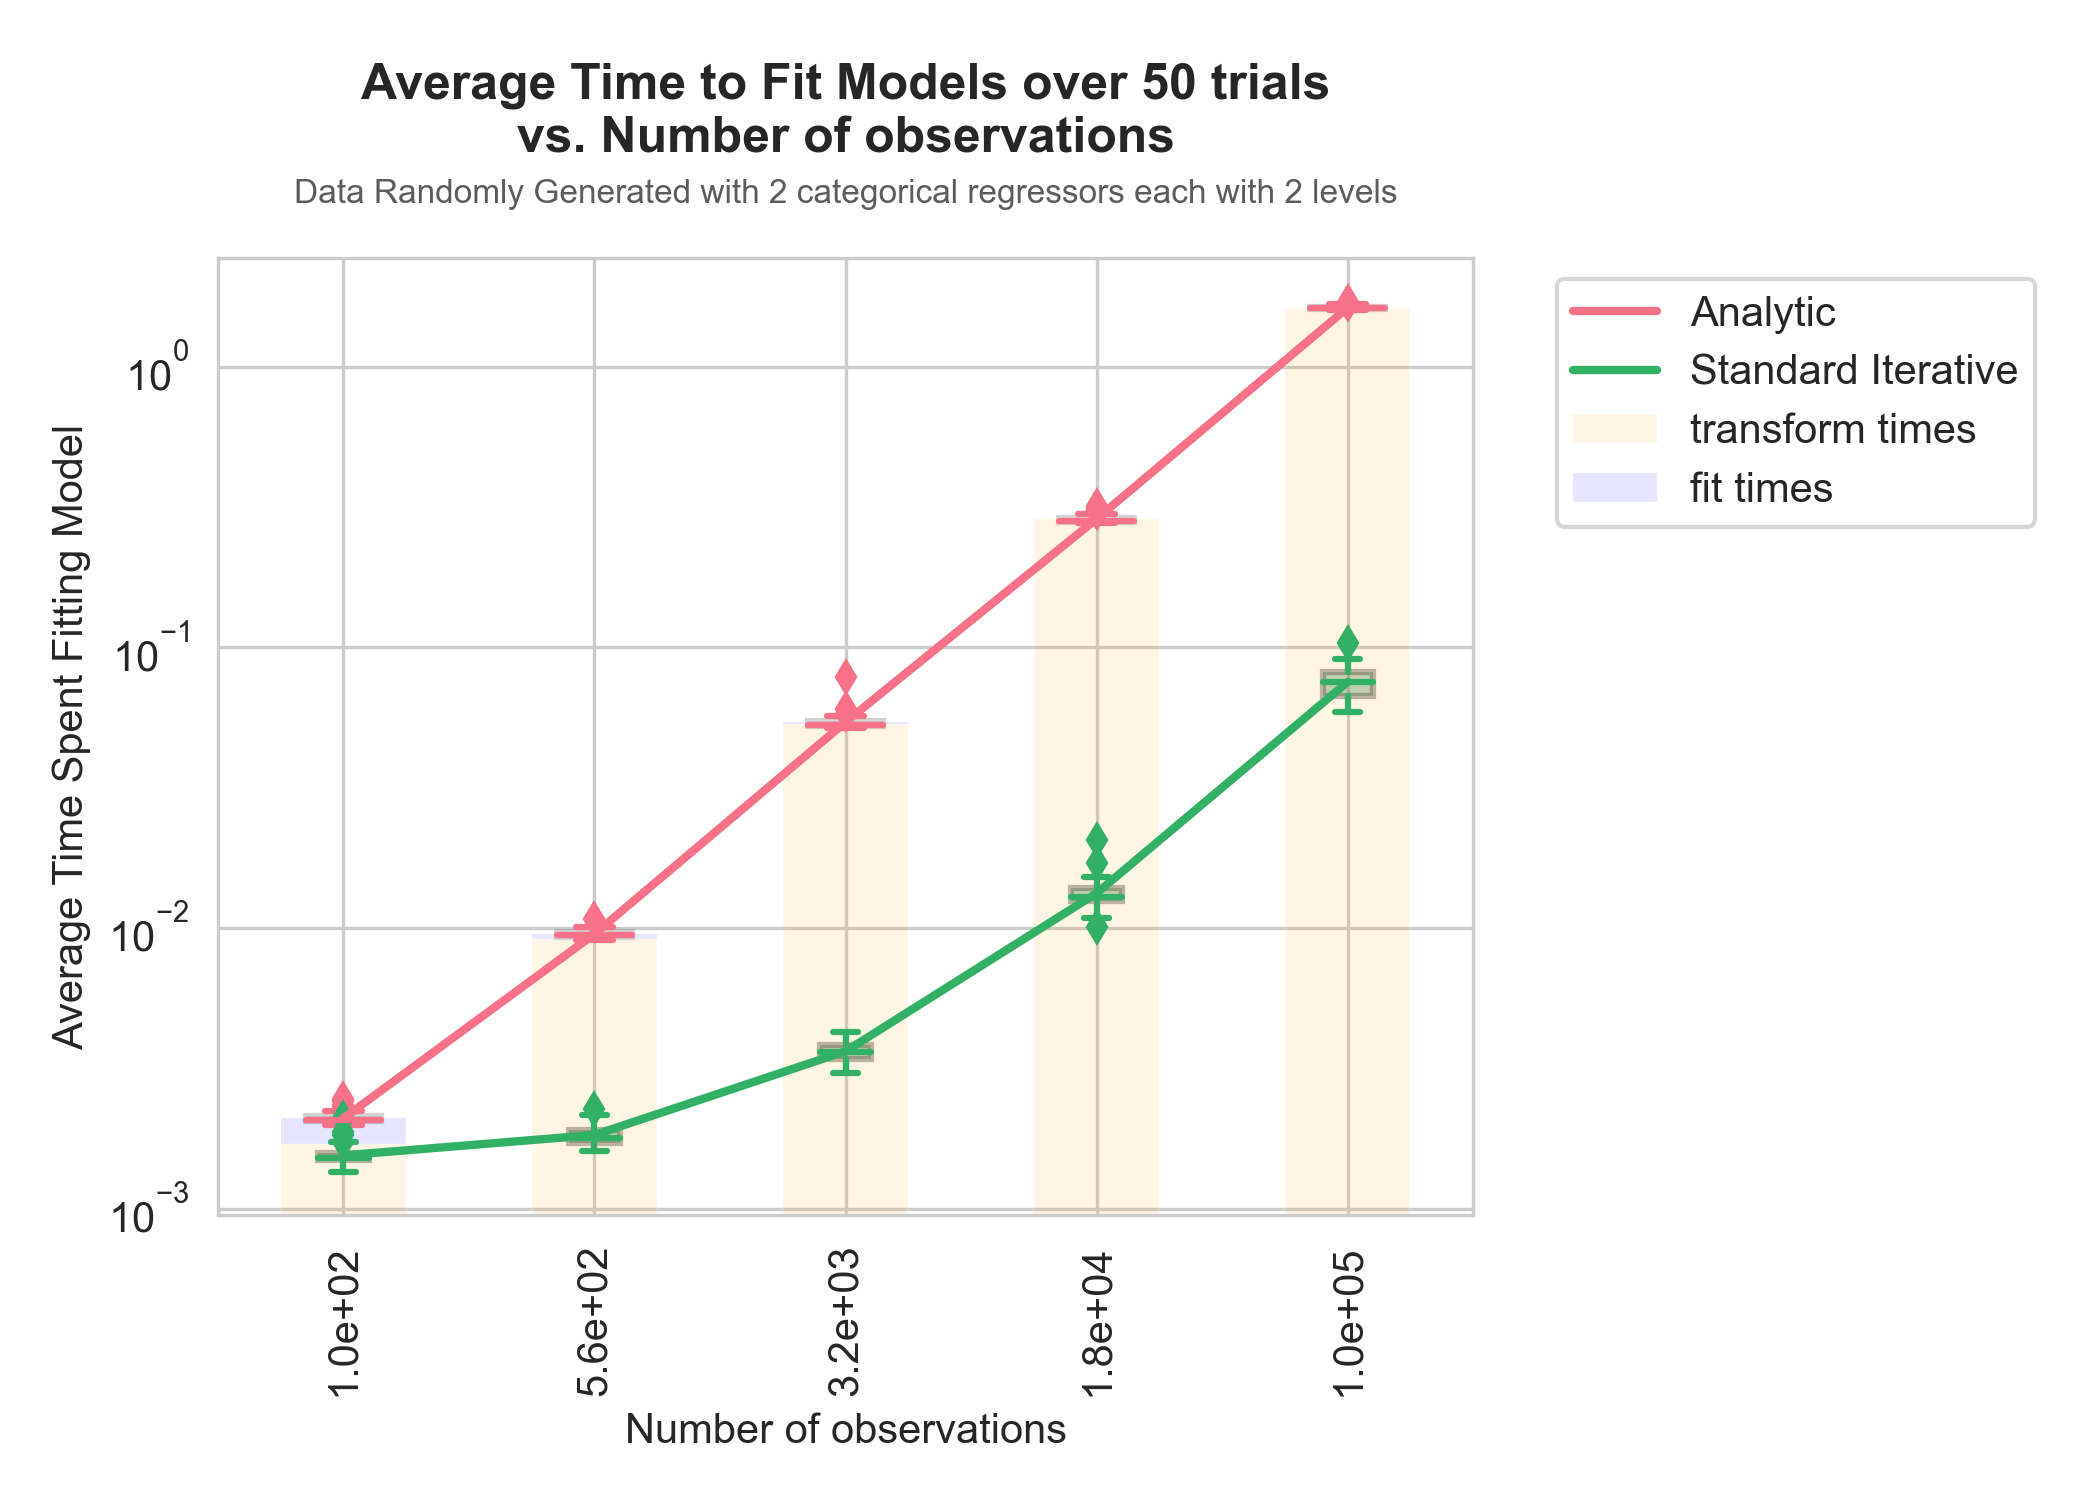 Average Time to Fit Models over 50 trials
vs. Number of observations
Data Randomly Generated with 2 categorical regressors each with 2 levels
Analytic
Standard Iterative
transform times
fit times
Average Time Spent Fitting Model
10⁰
10⁻¹
10⁻²
10⁻³
1.0e+02
5.6e+02
3.2e+03
1.8e+04
1.0e+05
Number of observations